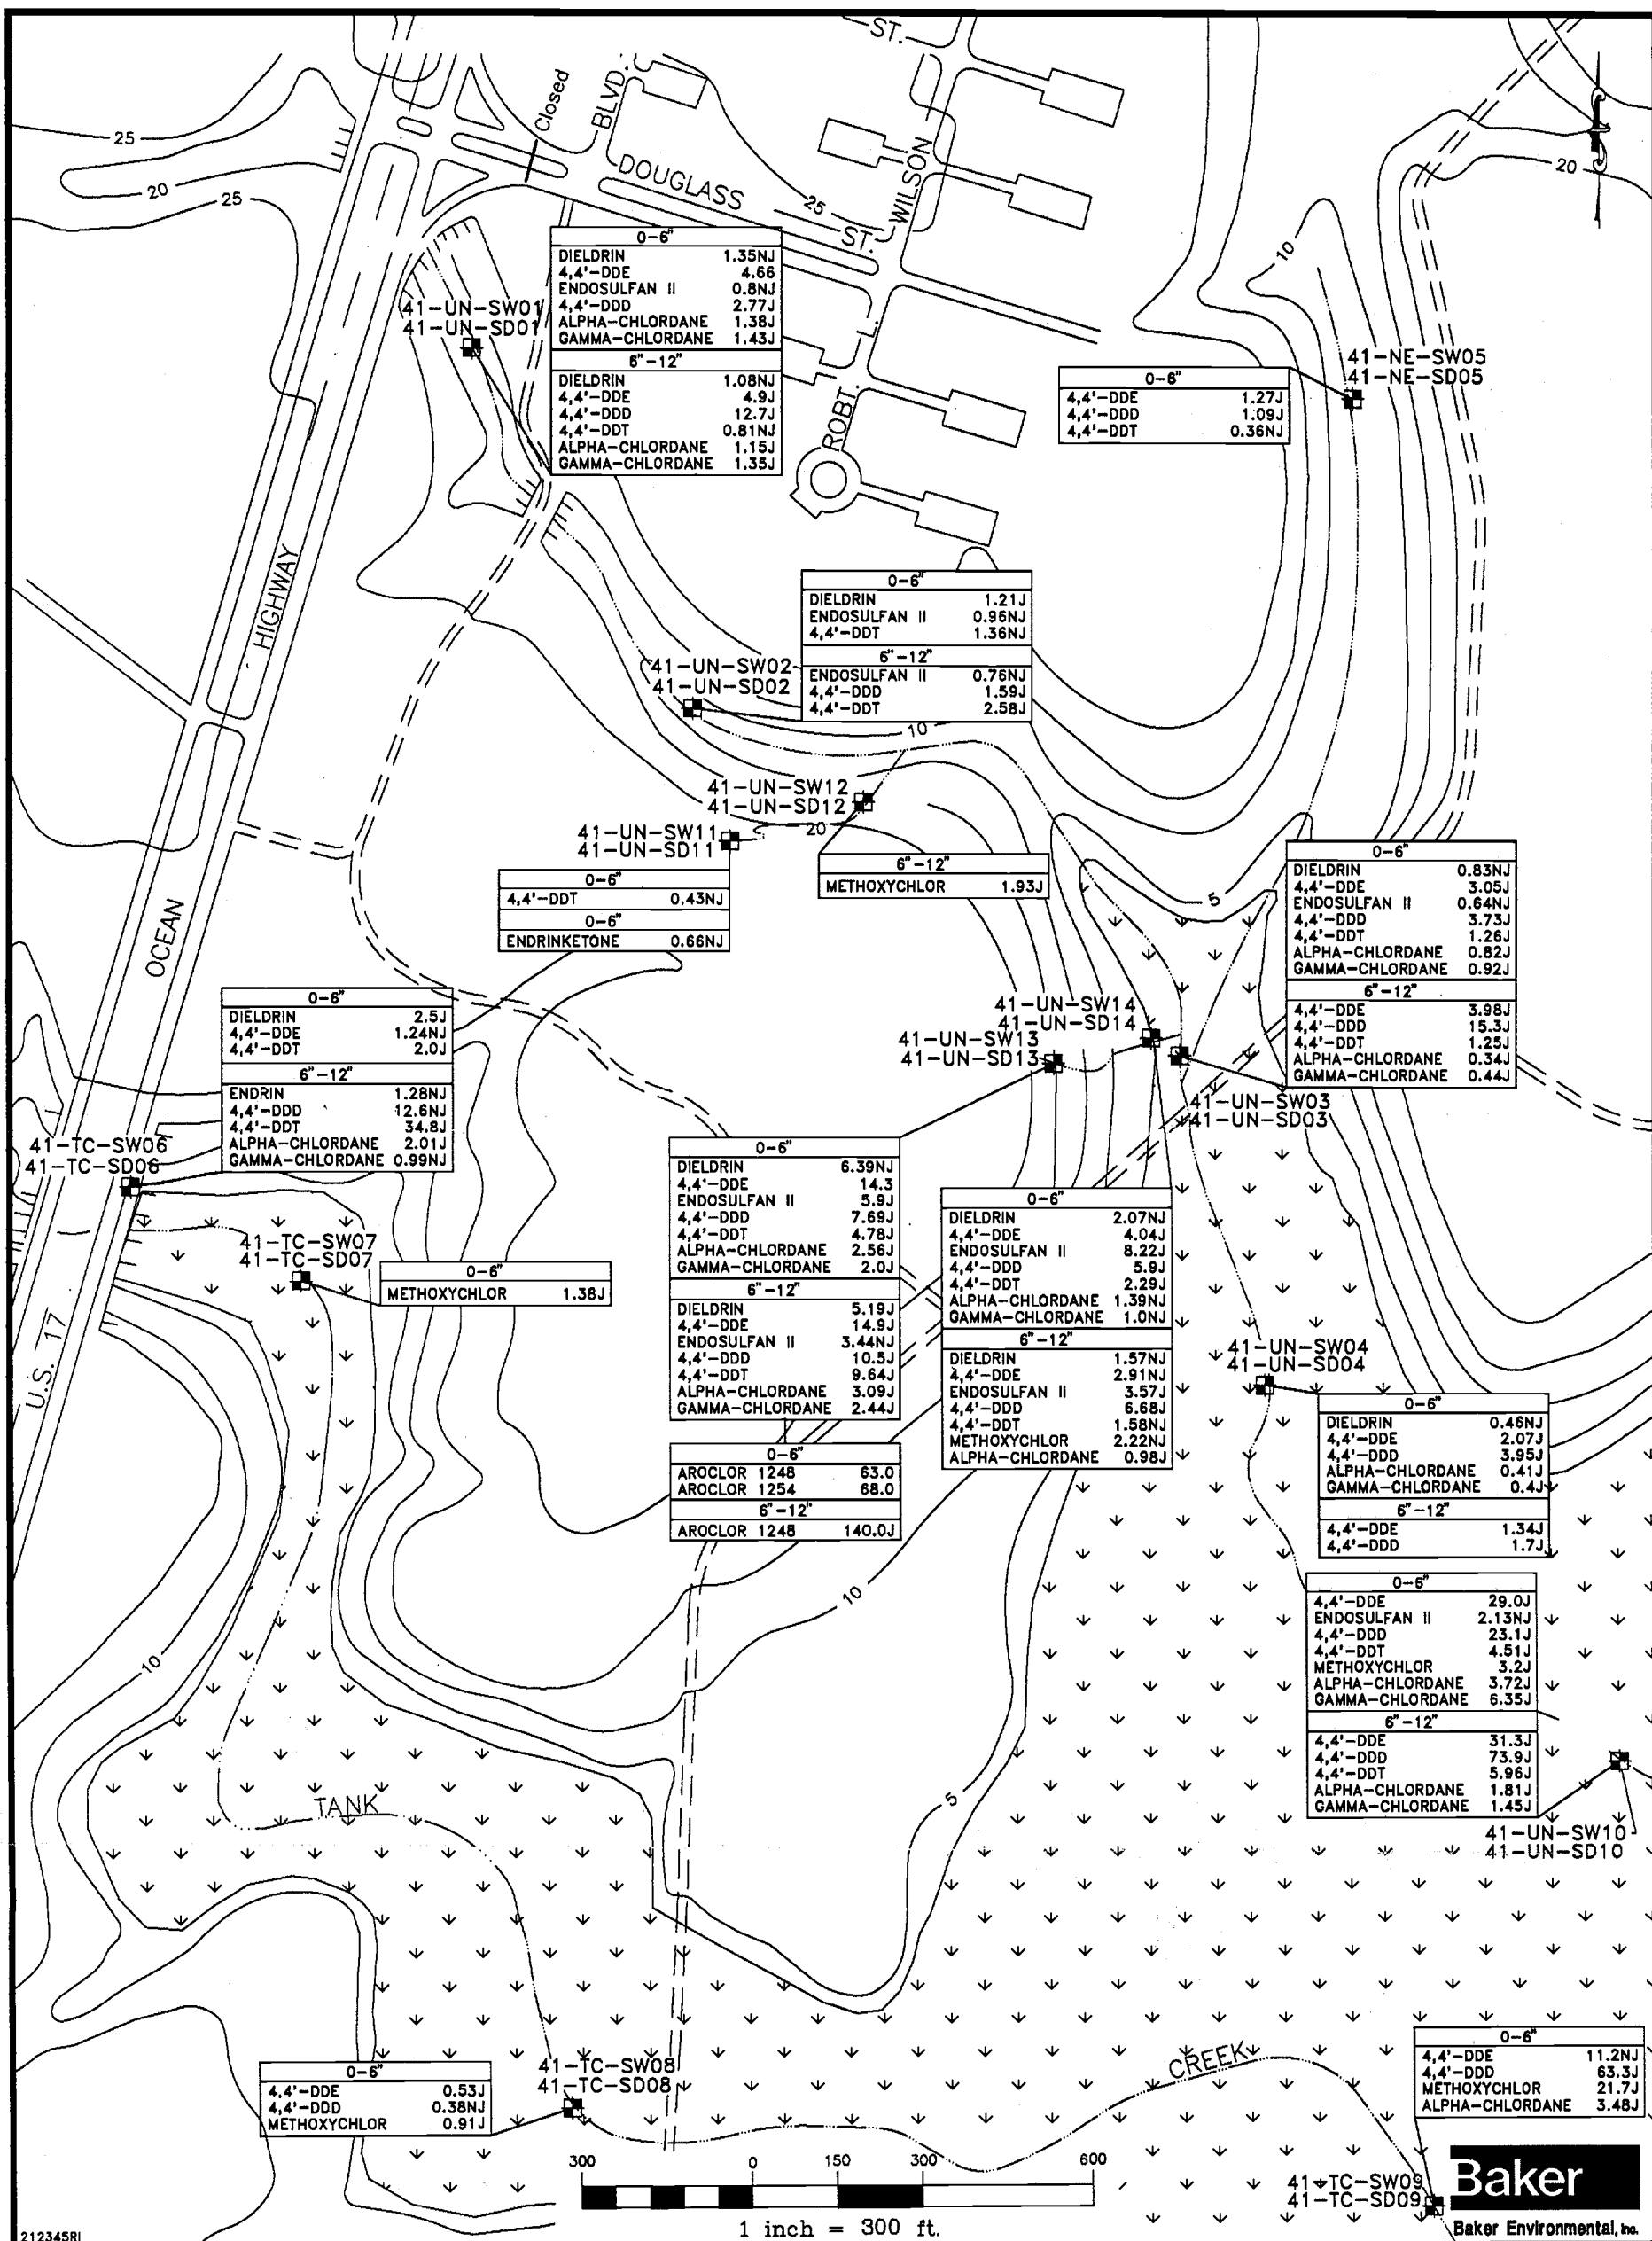 ST.
Closed
BLVD.
25
20
25
DOUGLASS
ST.
25
WILSON
L.
ROBT.
10
20
41-UN-SW01
41-UN-SD01
0-6"
DIELDRIN 1.35NJ
4,4'-DDE 4.66
ENDOSULFAN II 0.8NJ
4,4'-DDD 2.77J
ALPHA-CHLORDANE 1.38J
GAMMA-CHLORDANE 1.43J
6"-12"
DIELDRIN 1.08NJ
4,4'-DDE 4.9J
4,4'-DDD 12.7J
4,4'-DDT 0.81NJ
ALPHA-CHLORDANE 1.15J
GAMMA-CHLORDANE 1.35J
41-NE-SW05
41-NE-SD05
0-6"
4,4'-DDE 1.27J
4,4'-DDD 1.09J
4,4'-DDT 0.36NJ
HIGHWAY
OCEAN
U.S. 17
41-UN-SW02
41-UN-SD02
0-6"
DIELDRIN 1.21J
ENDOSULFAN II 0.96NJ
4,4'-DDT 1.36NJ
6"-12"
ENDOSULFAN II 0.76NJ
4,4'-DDD 1.59J
4,4'-DDT 2.58J
10
41-UN-SW12
41-UN-SD12
20
6"-12"
METHOXYCHLOR 1.93J
41-UN-SW11
41-UN-SD11
0-6"
4,4'-DDT 0.43NJ
0-6"
ENDRINKETONE 0.66NJ
5
0-6"
DIELDRIN 0.83NJ
4,4'-DDE 3.05J
ENDOSULFAN II 0.64NJ
4,4'-DDD 3.73J
4,4'-DDT 1.26J
ALPHA-CHLORDANE 0.82J
GAMMA-CHLORDANE 0.92J
6"-12"
4,4'-DDE 3.98J
4,4'-DDD 15.3J
4,4'-DDT 1.25J
ALPHA-CHLORDANE 0.34J
GAMMA-CHLORDANE 0.44J
41-UN-SW14
41-UN-SD14
41-UN-SW13
41-UN-SD13
41-UN-SW03
41-UN-SD03
0-6"
DIELDRIN 2.5J
4,4'-DDE 1.24NJ
4,4'-DDT 2.0J
6"-12"
ENDRIN 1.28NJ
4,4'-DDD 12.6NJ
4,4'-DDT 34.8J
ALPHA-CHLORDANE 2.01J
GAMMA-CHLORDANE 0.99NJ
41-TC-SW06
41-TC-SD06
41-TC-SW07
41-TC-SD07
0-6"
METHOXYCHLOR 1.38J
0-6"
DIELDRIN 6.39NJ
4,4'-DDE 14.3
ENDOSULFAN II 5.9J
4,4'-DDD 7.69J
4,4'-DDT 4.78J
ALPHA-CHLORDANE 2.56J
GAMMA-CHLORDANE 2.0J
6"-12"
DIELDRIN 5.19J
4,4'-DDE 14.9J
ENDOSULFAN II 3.44NJ
4,4'-DDD 10.5J
4,4'-DDT 9.64J
ALPHA-CHLORDANE 3.09J
GAMMA-CHLORDANE 2.44J
0-6"
AROCLOR 1248 63.0
AROCLOR 1254 68.0
6"-12"
AROCLOR 1248 140.0J
0-6"
DIELDRIN 2.07NJ
4,4'-DDE 4.04J
ENDOSULFAN II 8.22J
4,4'-DDD 5.9J
4,4'-DDT 2.29J
ALPHA-CHLORDANE 1.39NJ
GAMMA-CHLORDANE 1.0NJ
6"-12"
DIELDRIN 1.57NJ
4,4'-DDE 2.91NJ
ENDOSULFAN II 3.57J
4,4'-DDD 6.68J
4,4'-DDT 1.58NJ
METHOXYCHLOR 2.22NJ
ALPHA-CHLORDANE 0.98J
41-UN-SW04
41-UN-SD04
0-6"
DIELDRIN 0.46NJ
4,4'-DDE 2.07J
4,4'-DDD 3.95J
ALPHA-CHLORDANE 0.41J
GAMMA-CHLORDANE 0.4J
6"-12"
4,4'-DDE 1.34J
4,4'-DDD 1.7J
10
10
0-6"
4,4'-DDE 29.0J
ENDOSULFAN II 2.13NJ
4,4'-DDD 23.1J
4,4'-DDT 4.51J
METHOXYCHLOR 3.2J
ALPHA-CHLORDANE 3.72J
GAMMA-CHLORDANE 6.35J
6"-12"
4,4'-DDE 31.3J
4,4'-DDD 73.9J
4,4'-DDT 5.96J
ALPHA-CHLORDANE 1.81J
GAMMA-CHLORDANE 1.45J
41-UN-SW10
41-UN-SD10
TANK
5
CREEK
0-6"
4,4'-DDE 0.53J
4,4'-DDD 0.38NJ
METHOXYCHLOR 0.91J
41-TC-SW08
41-TC-SD08
0-6"
4,4'-DDE 11.2NJ
4,4'-DDD 63.3J
METHOXYCHLOR 21.7J
ALPHA-CHLORDANE 3.48J
41-TC-SW09
41-TC-SD09
300 0 150 300 600
1 inch = 300 ft.
Baker
Baker Environmental, Inc.
212345RI